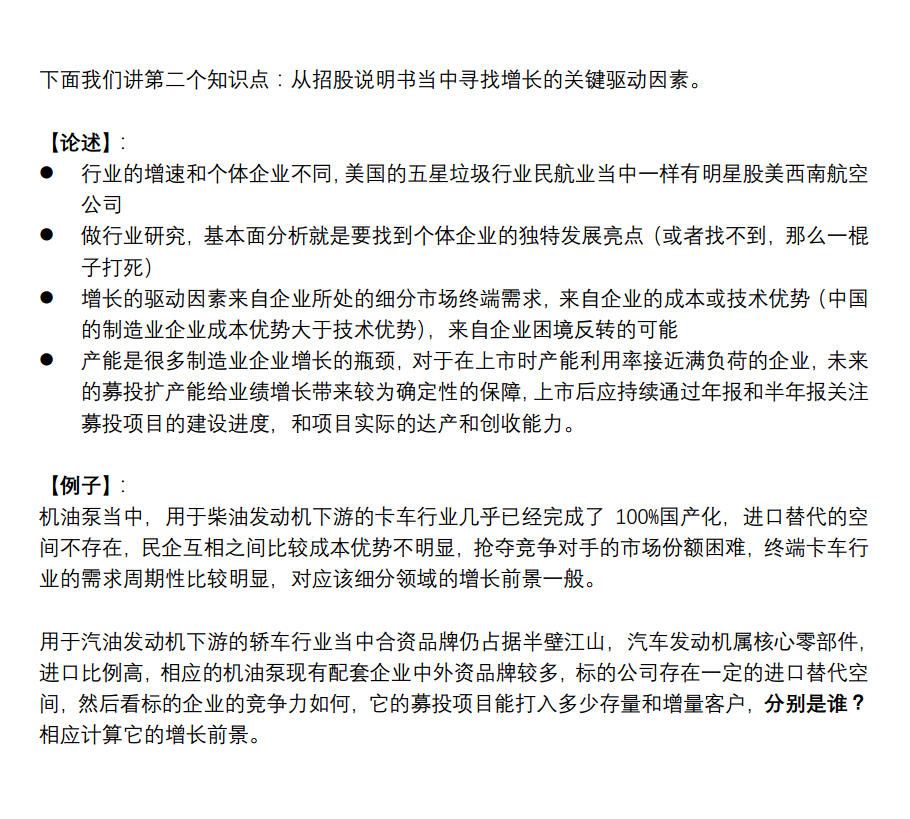 下面我们讲第二个知识点：从招股说明书当中寻找增长的关键驱动因素。
【论述】：
● 行业的增速和个体企业不同，美国的五星垃圾行业民航业当中一样有明星股美西南航空
公司
● 做行业研究，基本面分析就是要找到个体企业的独特发展亮点（或者找不到，那么一棍
子打死）
● 增长的驱动因素来自企业所处的细分市场终端需求，来自企业的成本或技术优势（中国
的制造业企业成本优势大于技术优势），来自企业困境反转的可能
● 产能是很多制造业企业增长的瓶颈，对于在上市时产能利用率接近满负荷的企业，未来
的募投扩产能给业绩增长带来较为确定性的保障，上市后应持续通过年报和半年报关注
募投项目的建设进度，和项目实际的达产和创收能力。
【例子】：
机油泵当中，用于柴油发动机下游的卡车行业几乎已经完成了 100%国产化，进口替代的空
间不存在，民企互相之间比较成本优势不明显，抢夺竞争对手的市场份额困难，终端卡车行
业的需求周期性比较明显，对应该细分领域的增长前景一般。
用于汽油发动机下游的轿车行业当中合资品牌仍占据半壁江山，汽车发动机属核心零部件，
进口比例高，相应的机油泵现有配套企业中外资品牌较多，标的公司存在一定的进口替代空
间，然后看标的企业的竞争力如何，它的募投项目能打入多少存量和增量客户，分别是谁？
相应计算它的增长前景。